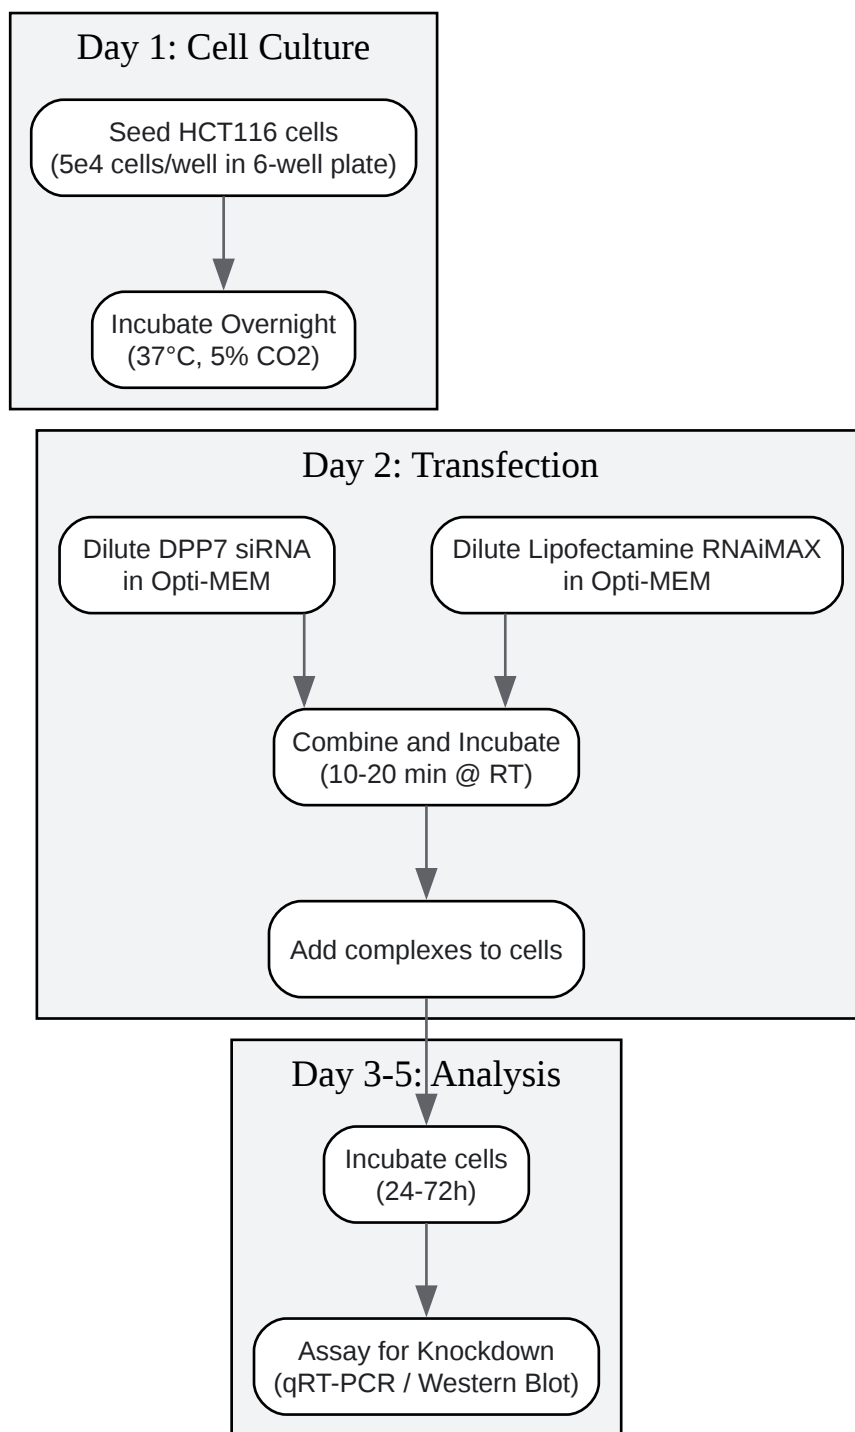 Day 1: Cell Culture
Seed HCT116 cells
(5e4 cells/well in 6-well plate)
Incubate Overnight
(37°C, 5% CO2)
Day 2: Transfection
Dilute DPP7 siRNA
in Opti-MEM
Dilute Lipofectamine RNAiMAX
in Opti-MEM
Combine and Incubate
(10-20 min @ RT)
Add complexes to cells
Day 3-5: Analysis
Incubate cells
(24-72h)
Assay for Knockdown
(qRT-PCR / Western Blot)